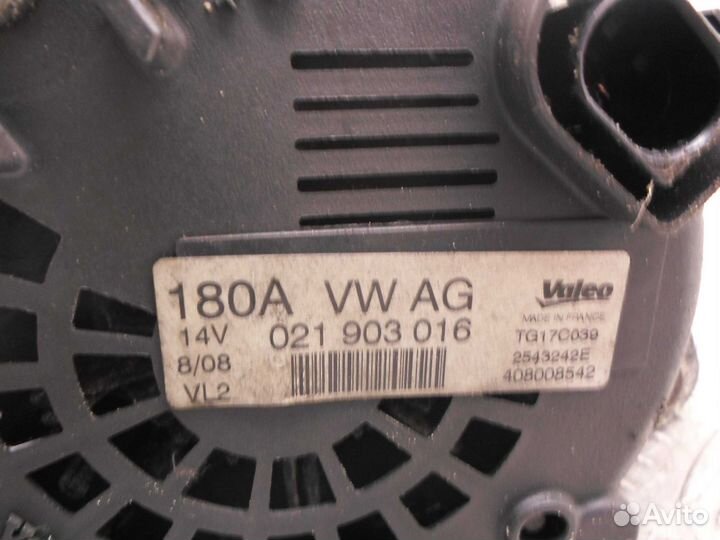 180A VW AG
Valeo
MADE IN FRANCE
14V 021 903 016
TG17C039
8/08
2543242E
VL2
408008542
Avito